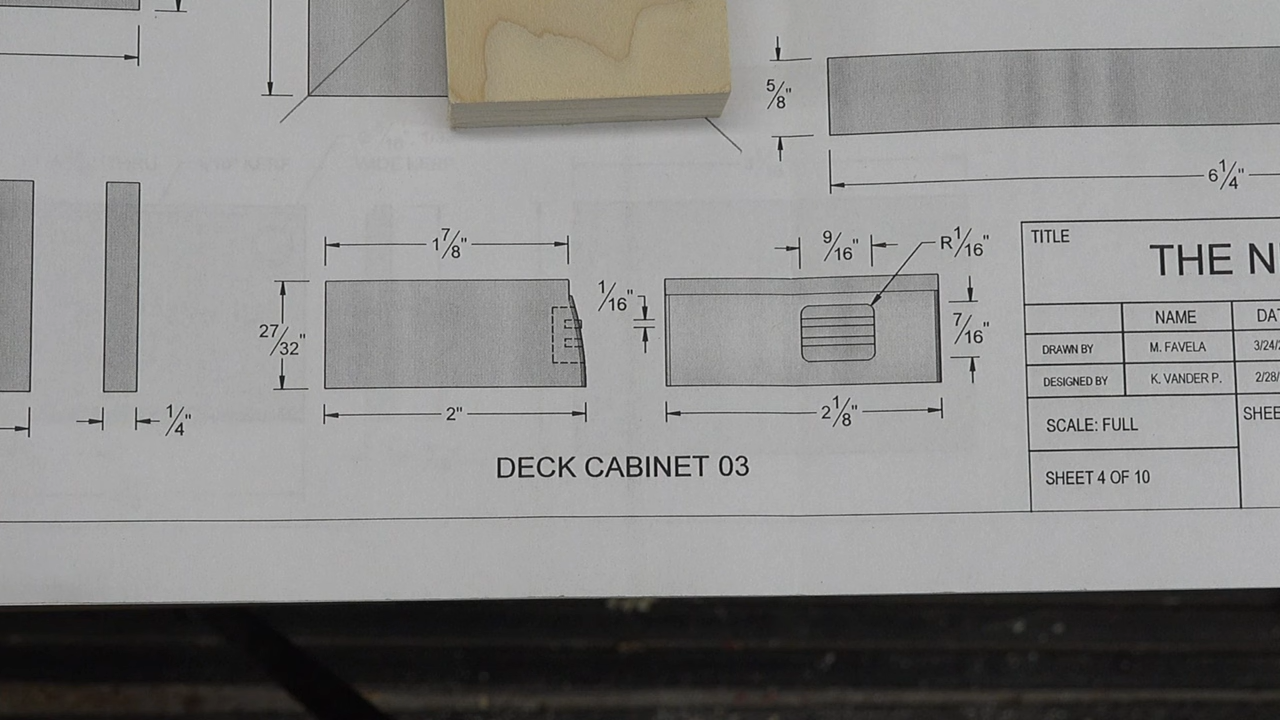 5/8"
6 1/4"
1 7/8"
9/16"
R1/16"
1/16"
27/32"
7/16"
1/4"
2"
2 1/8"
DECK CABINET 03
TITLE
THE N
NAME
DA
DRAWN BY
M. FAVELA
3/24/
DESIGNED BY
K. VANDER P.
2/28/
SCALE: FULL
SHEE
SHEET 4 OF 10